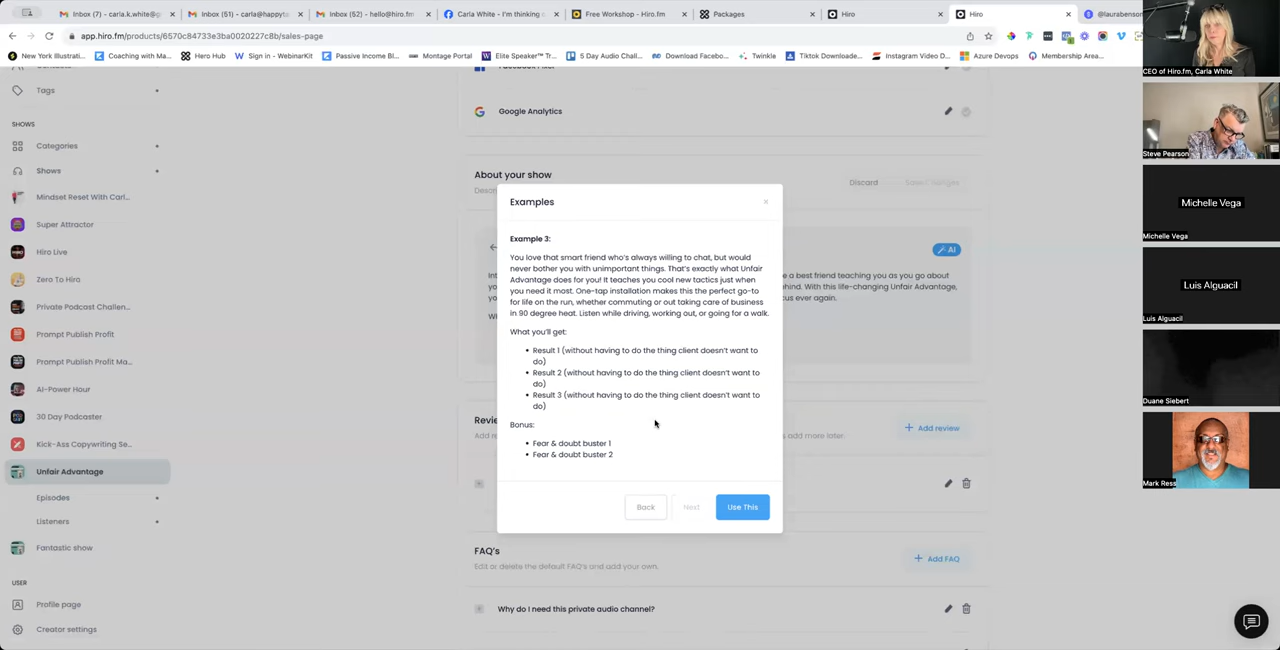 Inbox (7) - carla.k.white@g
Inbox (51) - carla@happyta
Inbox (52) - hello@hiro.fm
Carla White - I'm thinking
Free Workshop - Hiro.fm
Packages
Hiro
Hiro
@laurabenson
app.hiro.fm/products/6570c84733e3ba0020227c8b/sales-page
New York Illustrati...
Coaching with Ma...
Hero Hub
Sign in - WebinarKit
Passive Income Bl...
Montage Portal
Elite Speaker™ Tr...
5 Day Audio Chall...
Download Facebo...
Twinkle
Tiktok Downloade...
Instagram Video D...
Azure Devops
Membership Area...
CEO of Hiro.fm, Carla White
Steve Pearson
Michelle Vega
Michelle Vega
Luis Alguacil
Luis Alguacil
Duane Siebert
Mark Ress
Tags
SHOWS
Categories
Shows
Mindset Reset With Carl...
Super Attractor
Hiro Live
Zero To Hiro
Private Podcast Challen...
Prompt Publish Profit
Prompt Publish Profit Ma...
AI-Power Hour
30 Day Podcaster
Kick-Ass Copywriting Se...
Unfair Advantage
Episodes
Listeners
Fantastic show
USER
Profile page
Creator settings
Google Analytics
About your show
Discard
Save changes
AI
e a best friend teaching you as you go about
behind. With this life-changing Unfair Advantage,
cus ever again.
Examples
Example 3:
You love that smart friend who's always willing to chat, but would
never bother you with unimportant things. That's exactly what Unfair
Advantage does for you! It teaches you cool new tactics just when
you need it most. One-tap installation makes this the perfect go-to
for life on the run, whether commuting or out taking care of business
in 90 degree heat. Listen while driving, working out, or going for a walk.
What you'll get:
• Result 1 (without having to do the thing client doesn't want to
do)
• Result 2 (without having to do the thing client doesn't want to
do)
• Result 3 (without having to do the thing client doesn't want to
do)
Bonus:
• Fear & doubt buster 1
• Fear & doubt buster 2
Back
Next
Use This
Review
+ Add review
s add more later:
FAQ's
Edit or delete the default FAQ's and add your own.
+ Add FAQ
Why do I need this private audio channel?